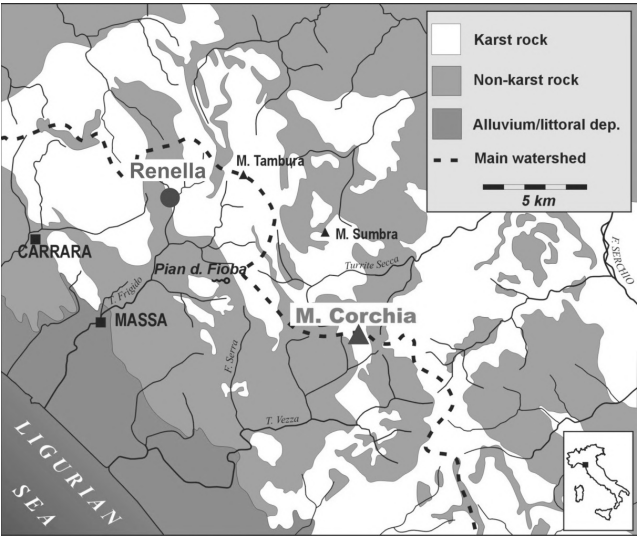 Karst rock
Non-karst rock
Alluvium/littoral dep.
Main watershed
5 km
M. Tambura
Renella
M. Sumbra
CARRARA
Pian d. Fioba
Turrite Secca
F. SERCHIO
T. Frigido
MASSA
M. Corchia
F. Serra
T. Vezza
LIGURIAN
SEA